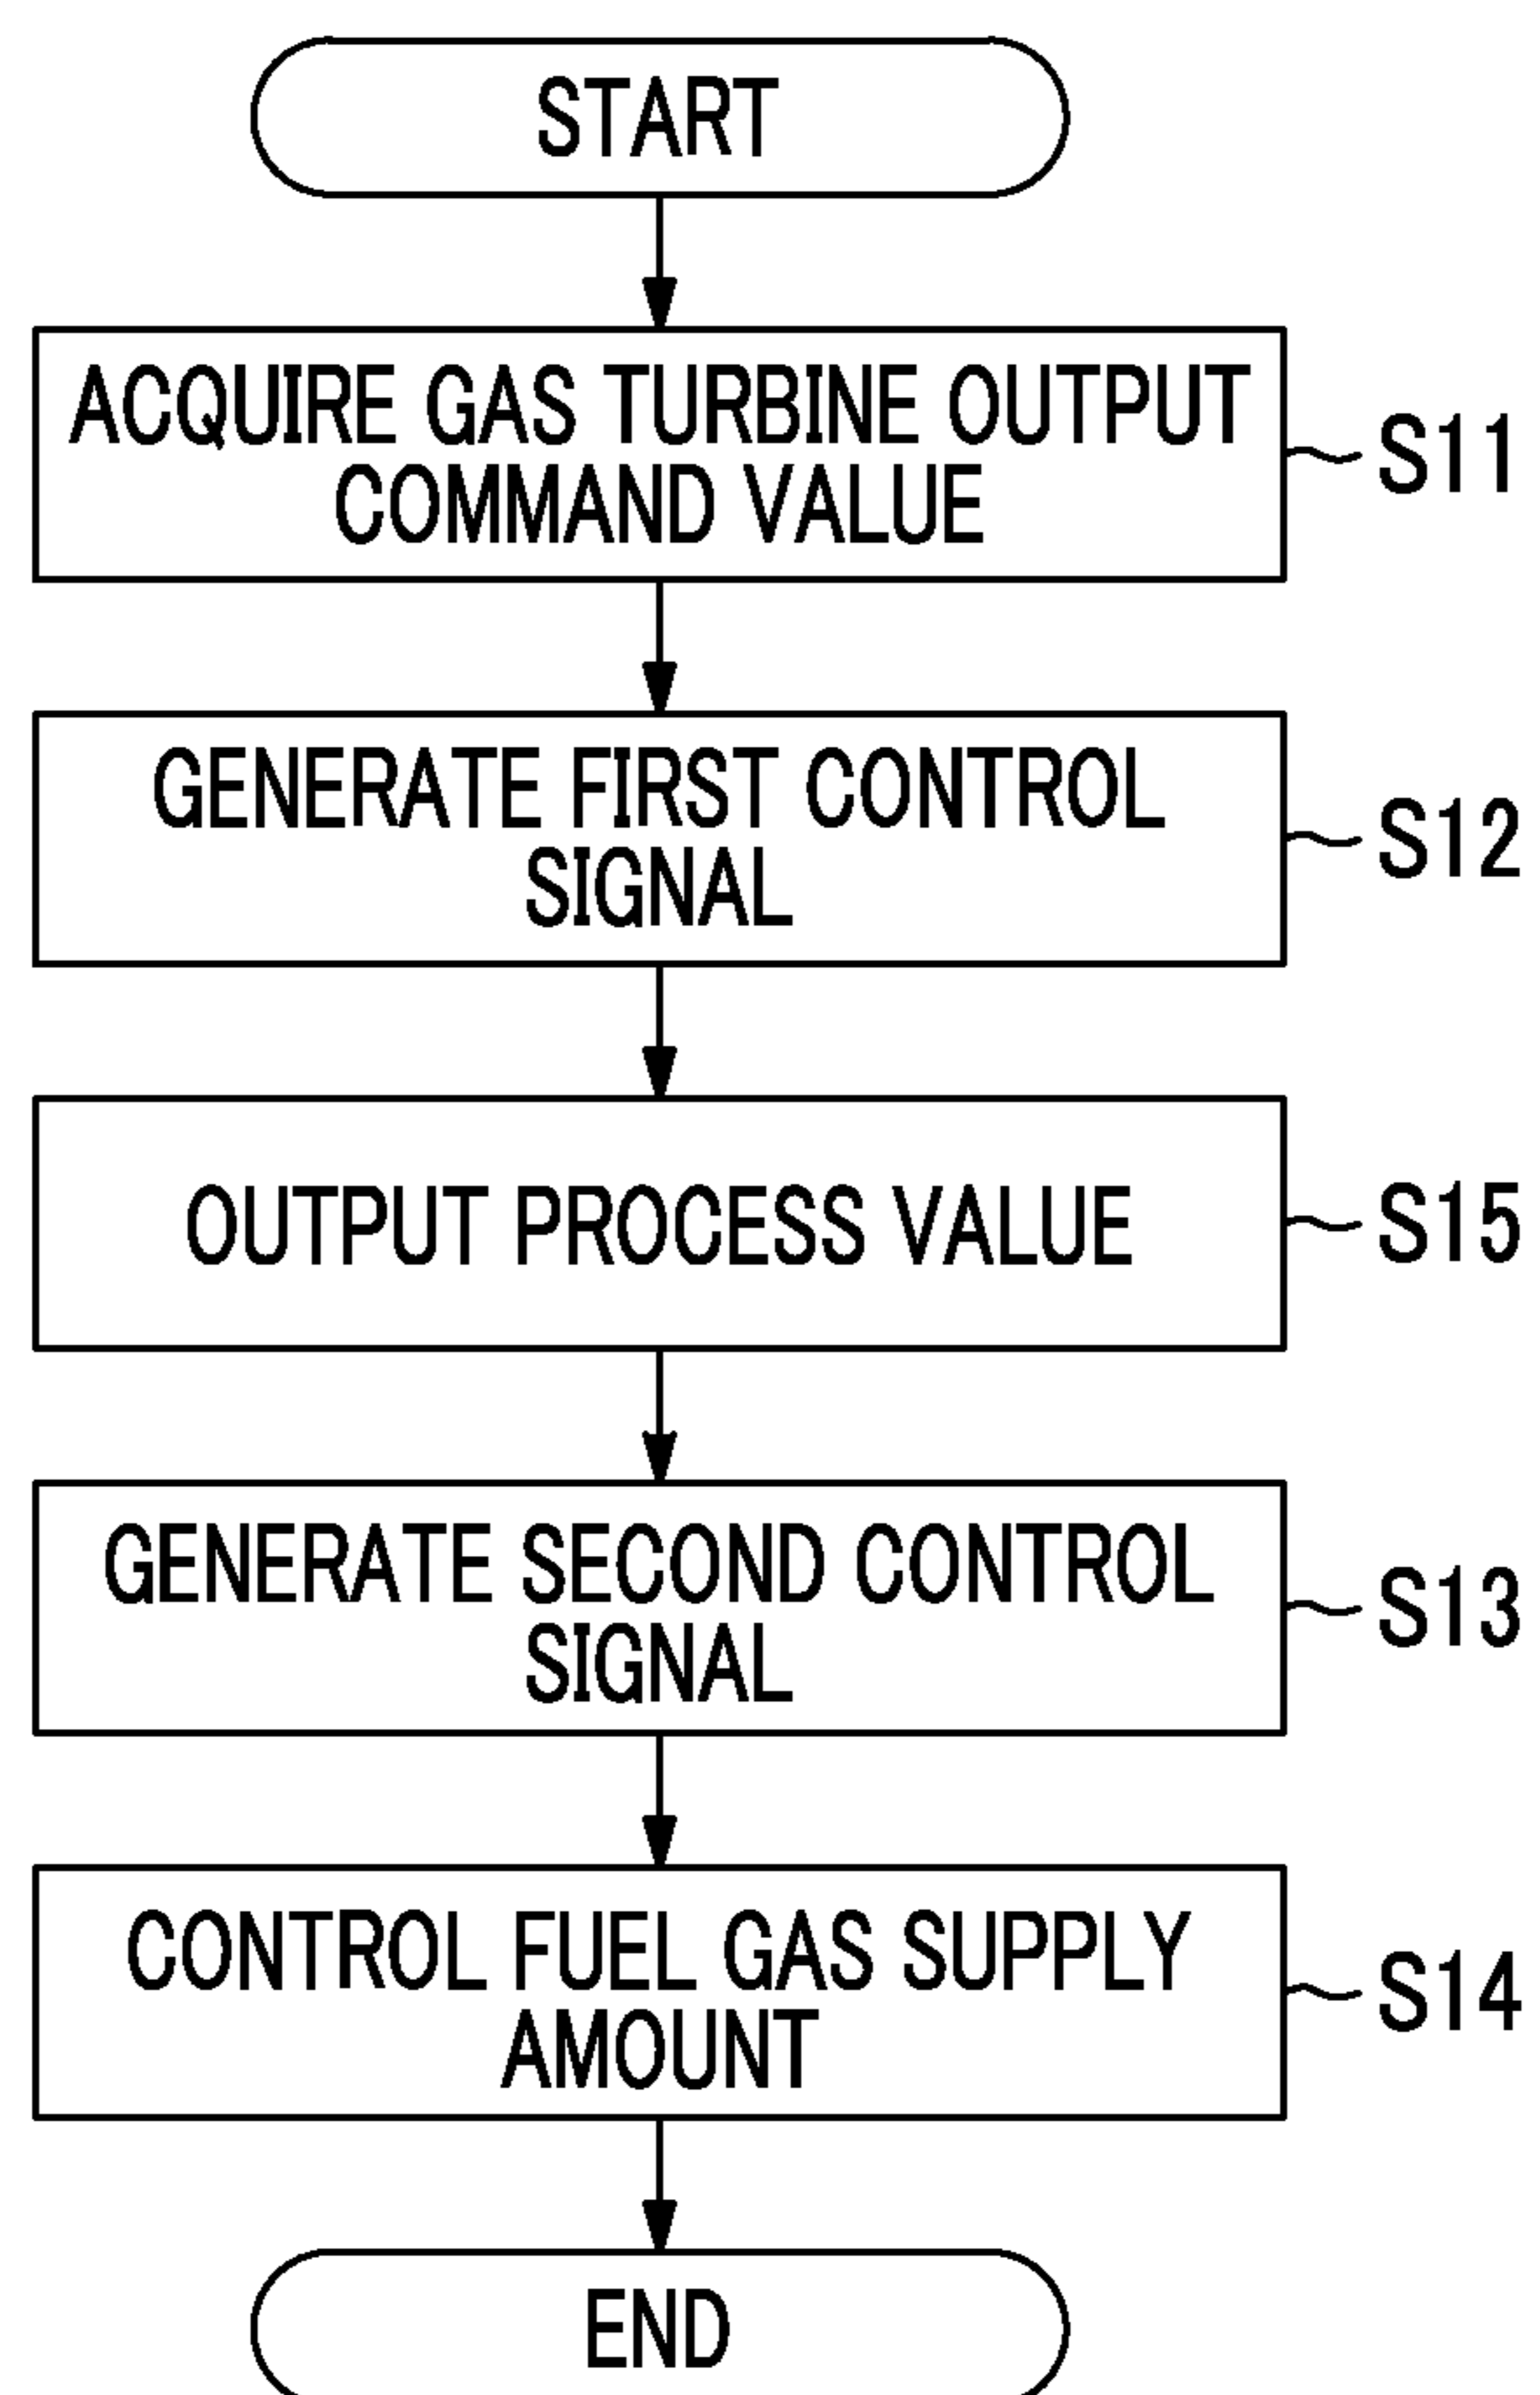 START
ACQUIRE GAS TURBINE OUTPUT
COMMAND VALUE
S11
GENERATE FIRST CONTROL
SIGNAL
S12
OUTPUT PROCESS VALUE
S15
GENERATE SECOND CONTROL
SIGNAL
S13
CONTROL FUEL GAS SUPPLY
AMOUNT
S14
END